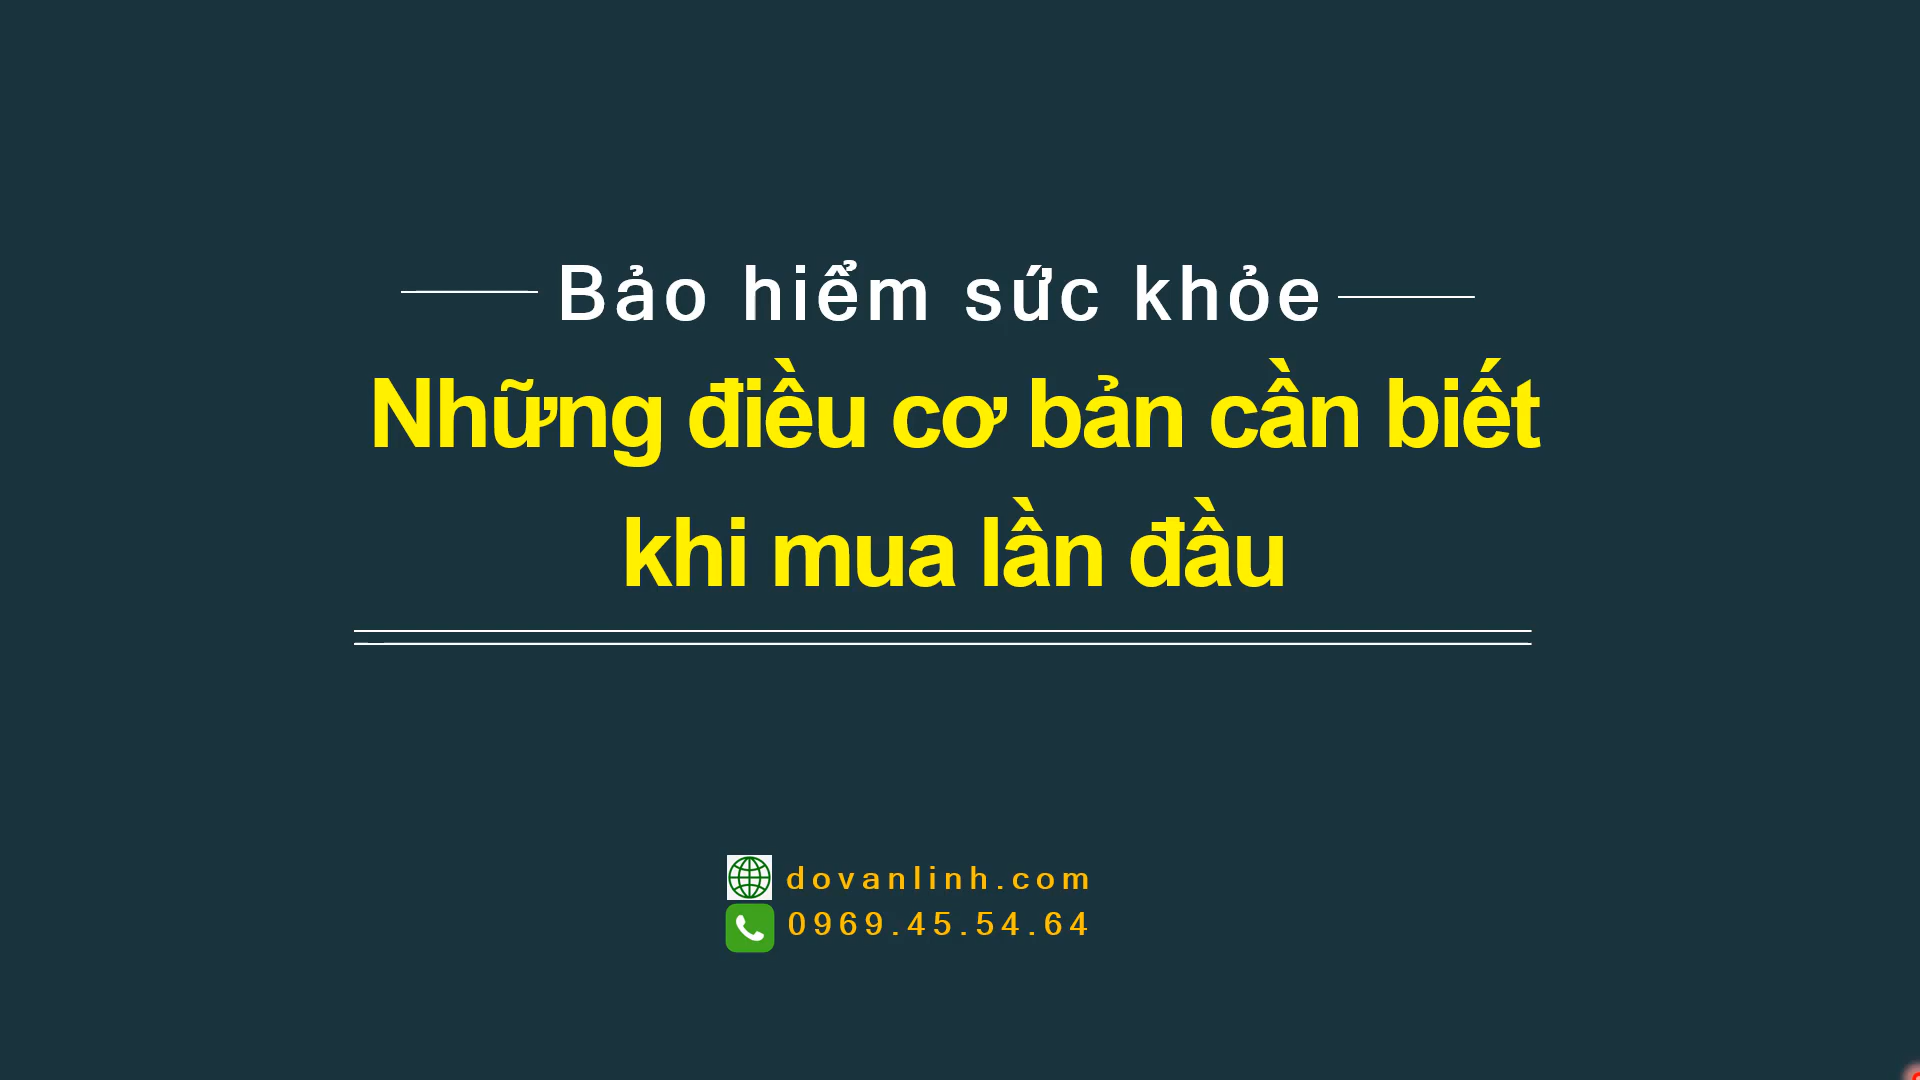 Bảo hiểm sức khỏe
Những điều cơ bản cần biết
khi mua lần đầu
dovanlinh.com
0969.45.54.64